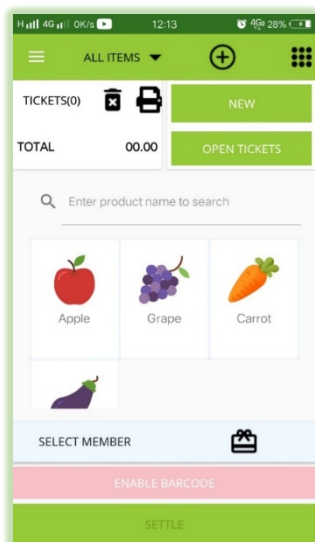 H 4G 0K/s 12:13 4G 28%
ALL ITEMS
TICKETS(0)
NEW
TOTAL 00.00
OPEN TICKETS
Enter product name to search
Apple Grape Carrot
SELECT MEMBER
ENABLE BARCODE
SETTLE